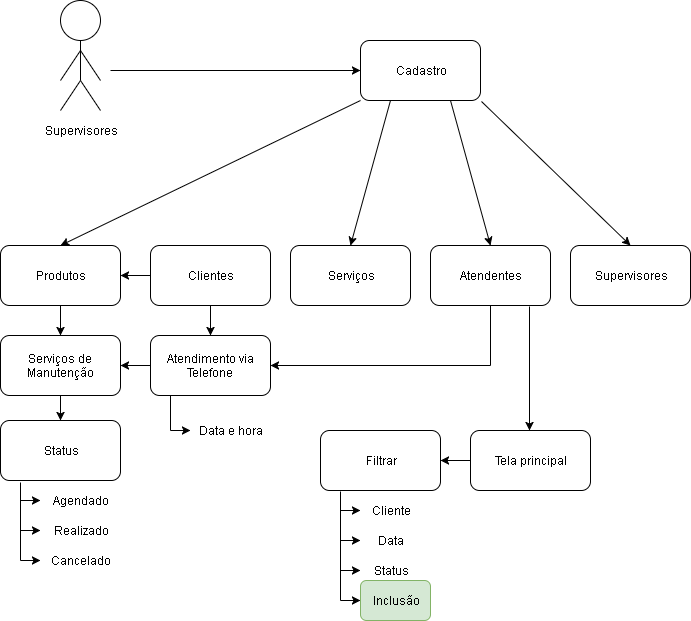 Cadastro
Supervisores
Produtos
Clientes
Serviços
Atendentes
Supervisores
Serviços de
Manutenção
Atendimento via
Telefone
Status
Data e hora
Filtrar
Tela principal
Agendado
Realizado
Cancelado
Cliente
Data
Status
Inclusão